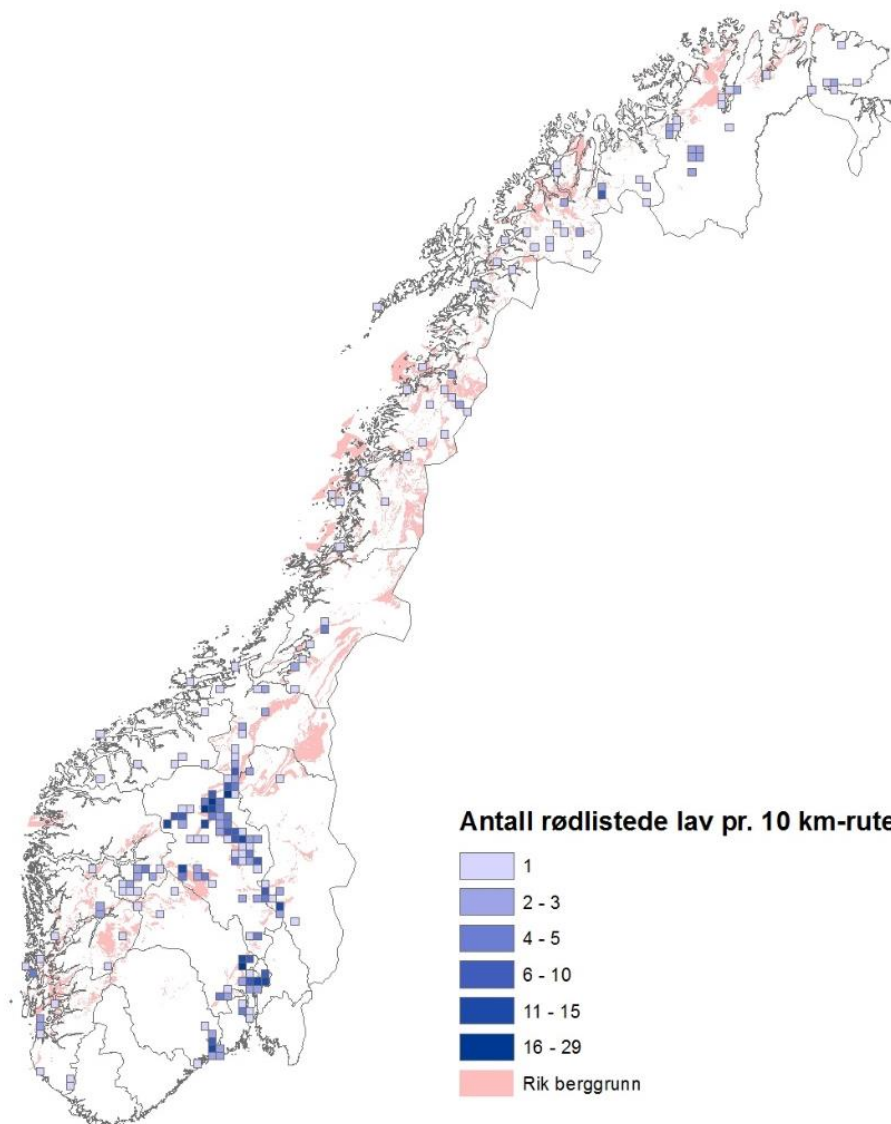 Antall rødlistede lav pr. 10 km-rute
1
2 - 3
4 - 5
6 - 10
11 - 15
16 - 29
Rik berggrunn